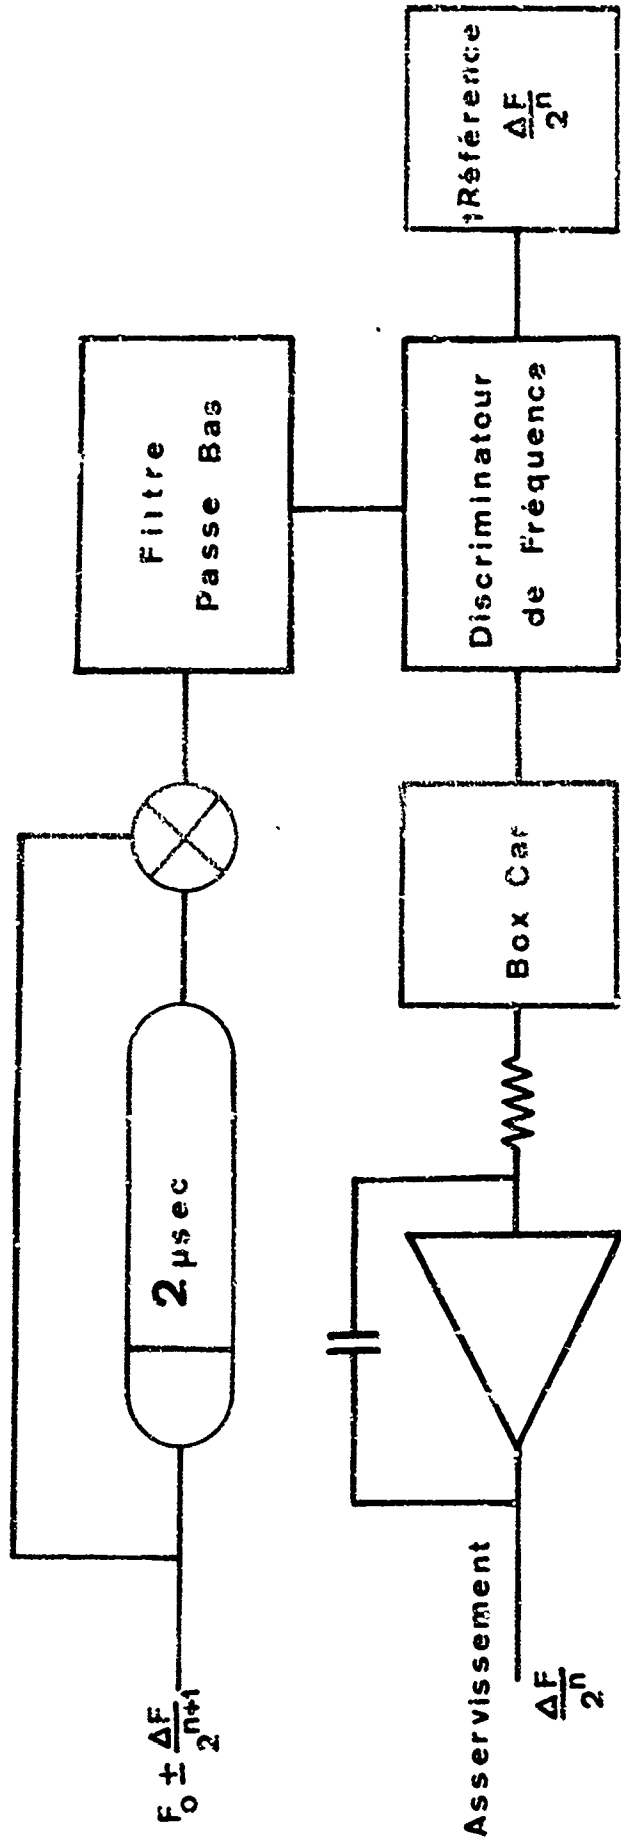 F₀ ± ΔF / 2ⁿ⁺¹
2 μsec
Filtre
Passe Bas
Asservissement
ΔF / 2ⁿ
Box Car
Discriminatour
de Fréquence
Référence
ΔF / 2ⁿ